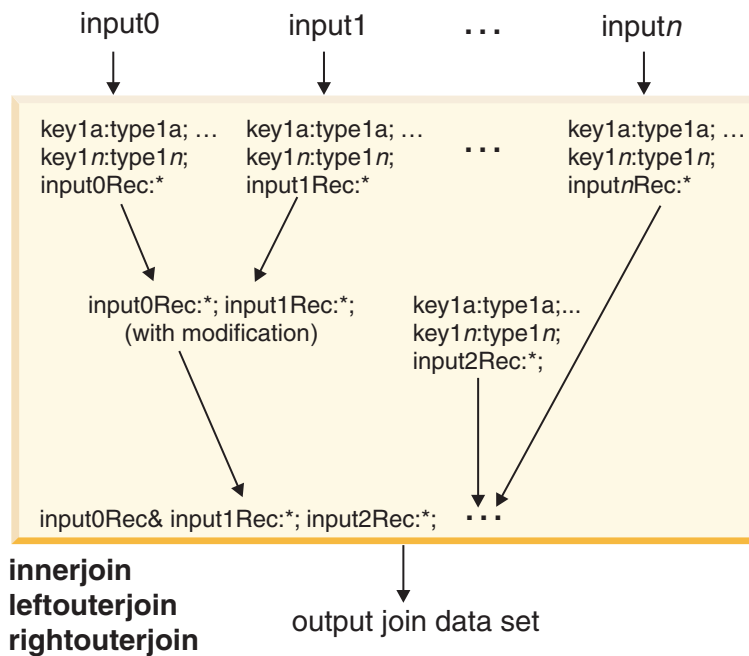 input0 input1 ... inputn
key1a:type1a; ... key1a:type1a; ... key1a:type1a; ...
key1n:type1n; key1n:type1n; ... key1n:type1n;
input0Rec:* input1Rec:* inputnRec:*
input0Rec:*; input1Rec:*;
(with modification)
key1a:type1a;...
key1n:type1n;
input2Rec:*;
input0Rec& input1Rec:*; input2Rec:*; ...
innerjoin
leftouterjoin
rightouterjoin
output join data set